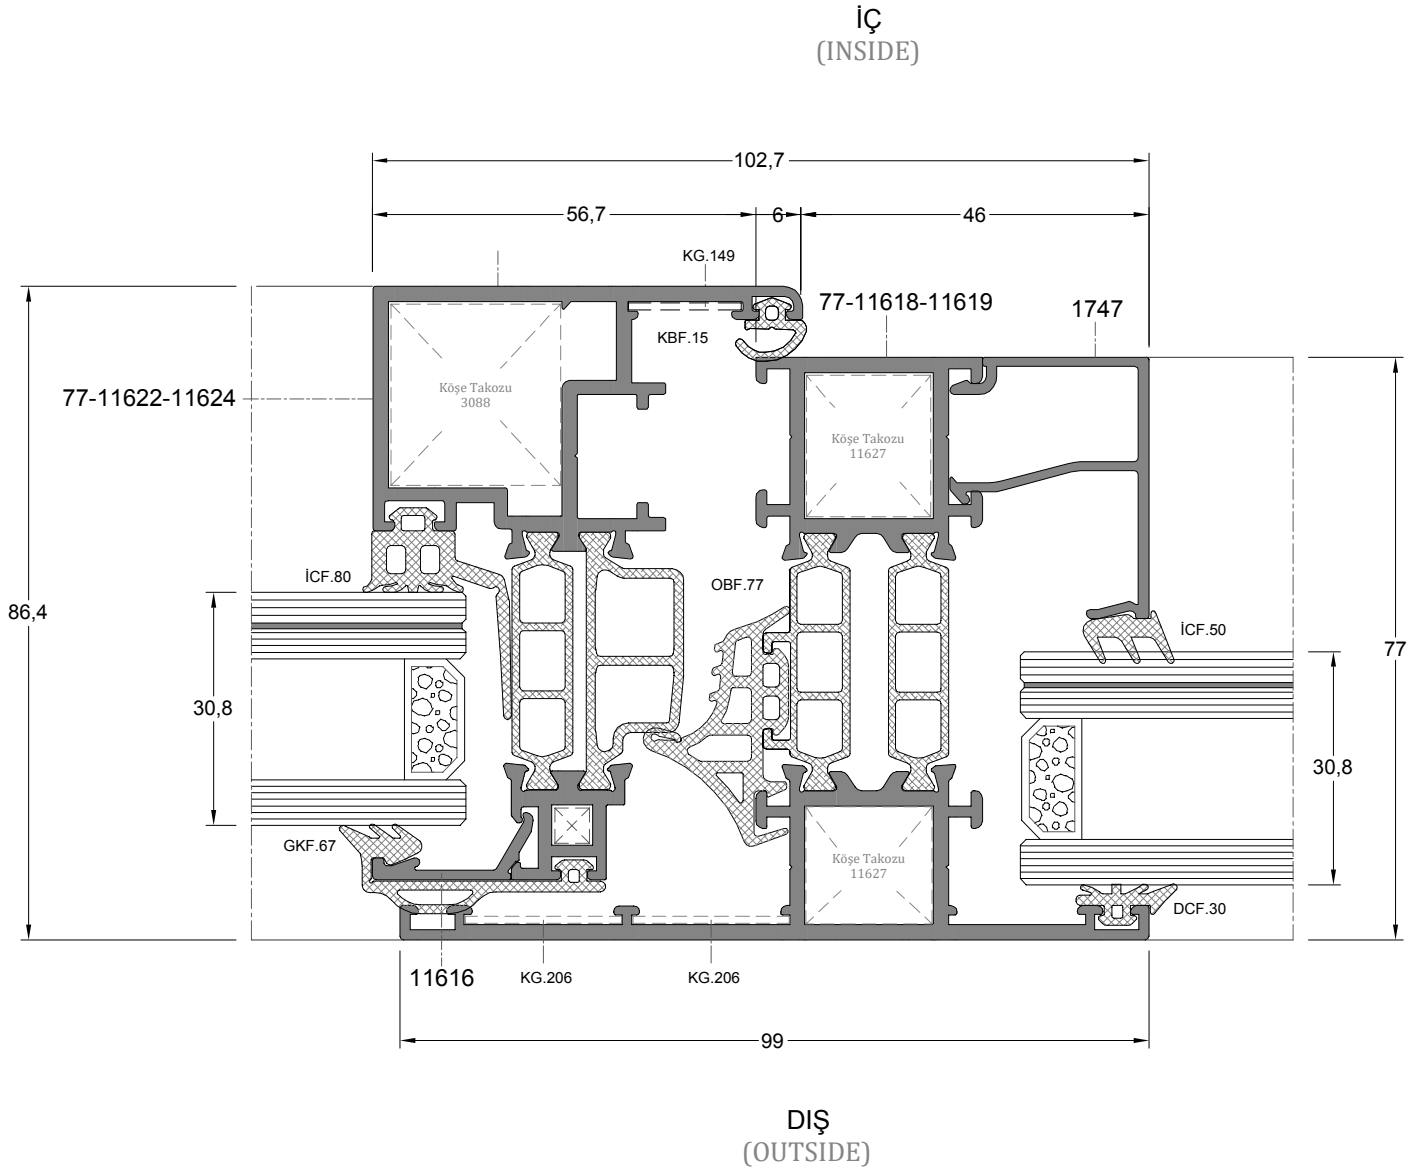 İÇ
(INSIDE)
102,7
56,7
6
46
KG.149
77-11618-11619
1747
KBF.15
77-11622-11624
Köşe Takozu
3088
Köşe Takozu
11627
İCF.80
OBF.77
86,4
İCF.50
77
30,8
30,8
GKF.67
Köşe Takozu
11627
DCF.30
11616
KG.206
KG.206
99
DIŞ
(OUTSIDE)